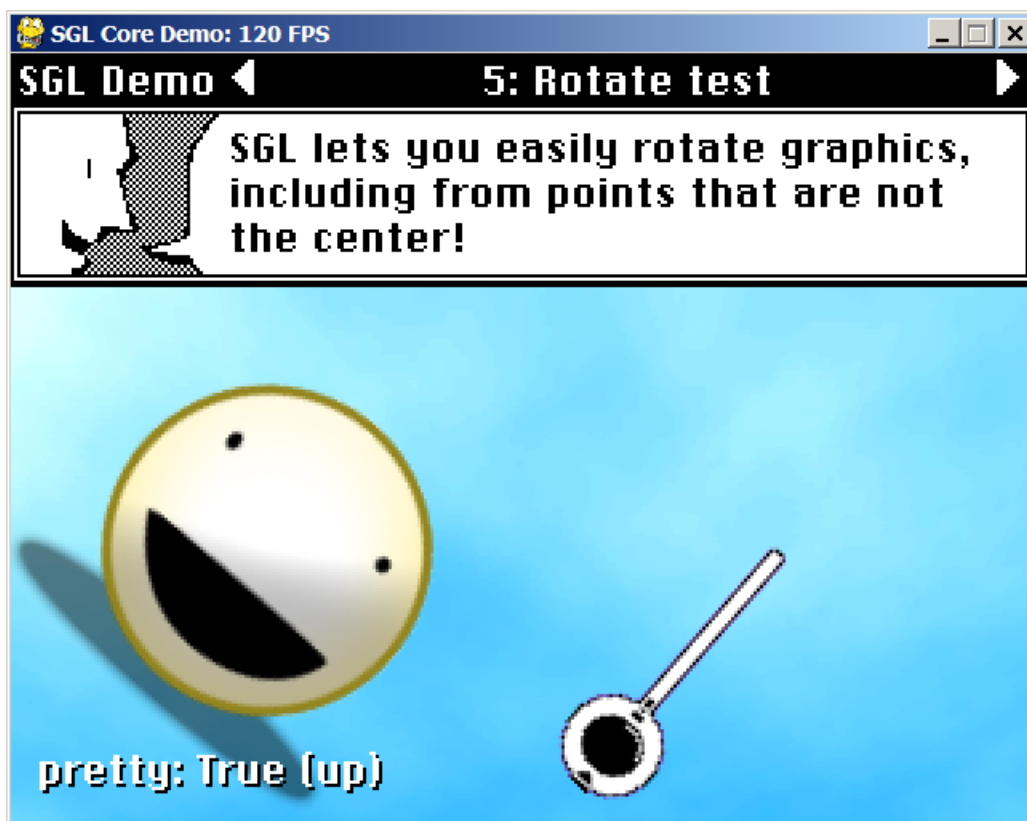 SGL Core Demo: 120 FPS
SGL Demo 5: Rotate test
SGL lets you easily rotate graphics,
including from points that are not
the center!
pretty: True (up)